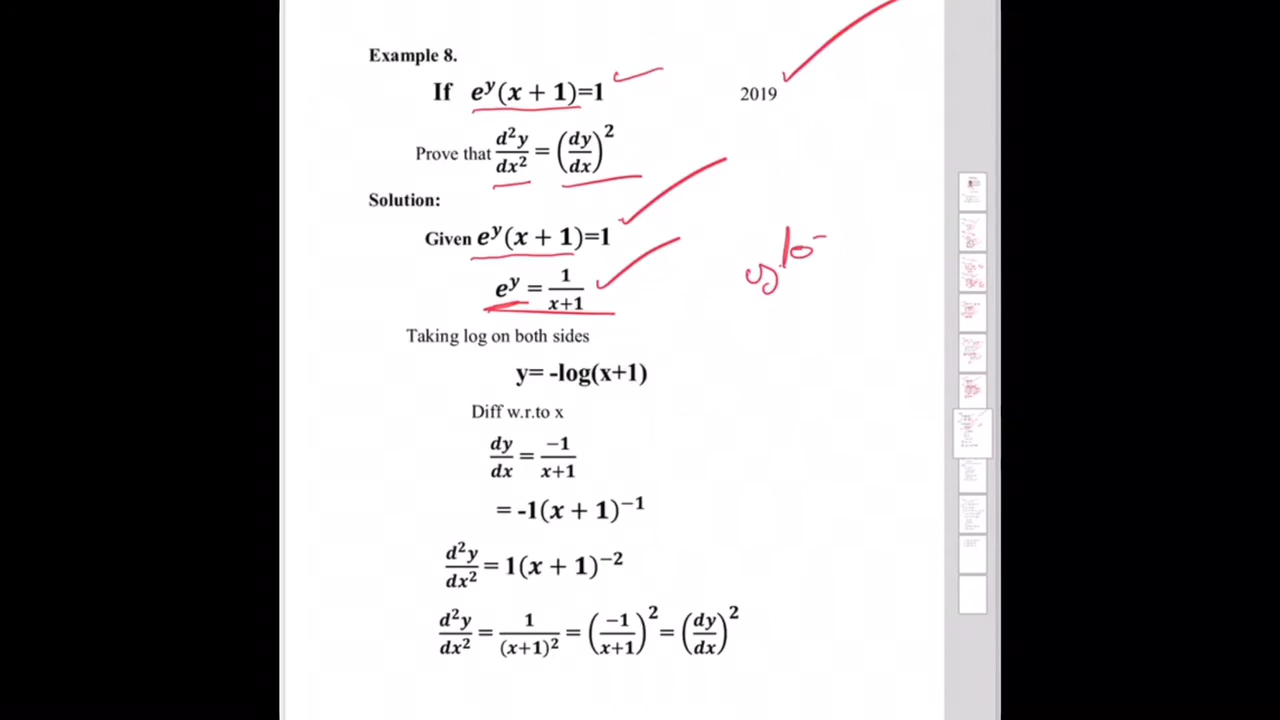 Example 8.
If e^y(x + 1)=1
2019
Prove that d²y/dx² = (dy/dx)²
Solution:
Given e^y(x + 1)=1
e^y = 1/(x+1)
Taking log on both sides
y= -log(x+1)
Diff w.r.to x
dy/dx = −1/(x+1)
= -1(x + 1)⁻¹
d²y/dx² = 1(x + 1)⁻²
d²y/dx² = 1/(x+1)² = (−1/(x+1))² = (dy/dx)²